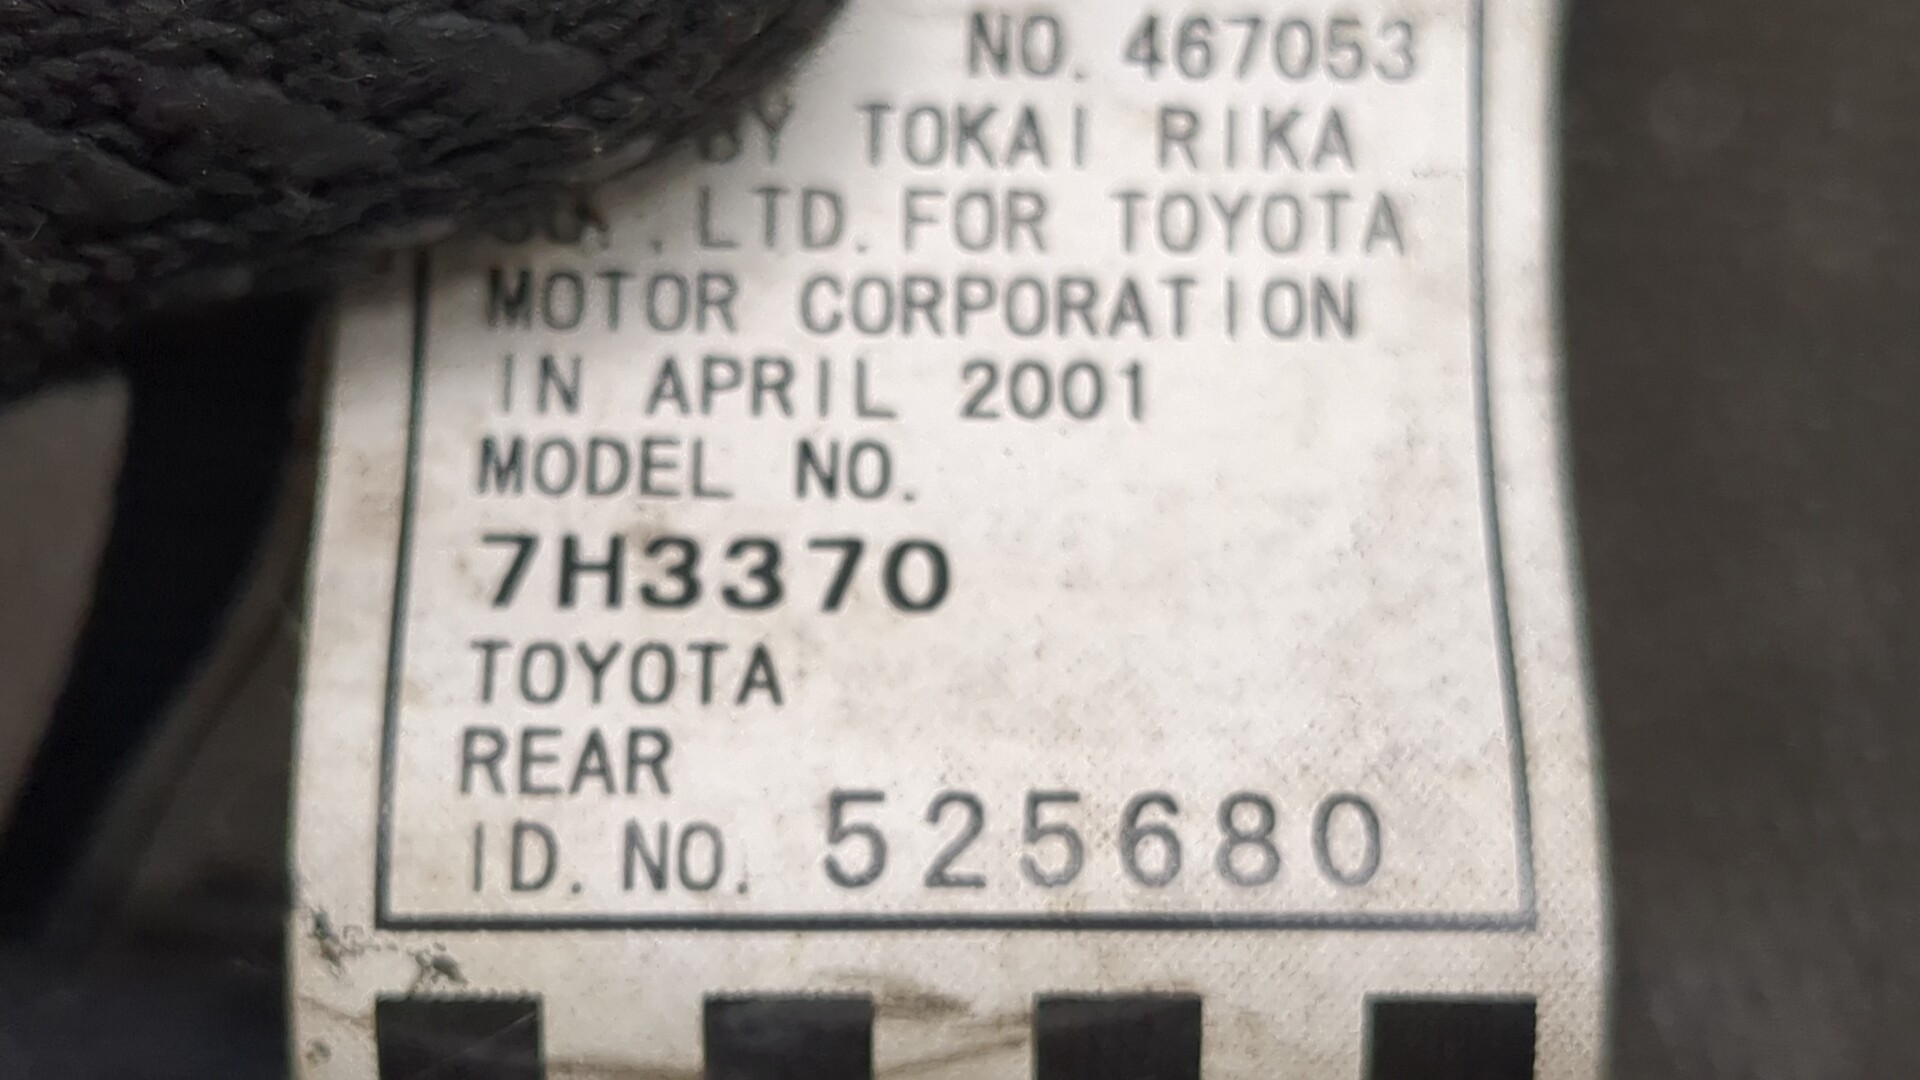 NO. 467053
BY TOKAI RIKA
LTD. FOR TOYOTA
MOTOR CORPORATION
IN APRIL 2001
MODEL NO.
7H3370
TOYOTA
REAR
ID. NO. 525680